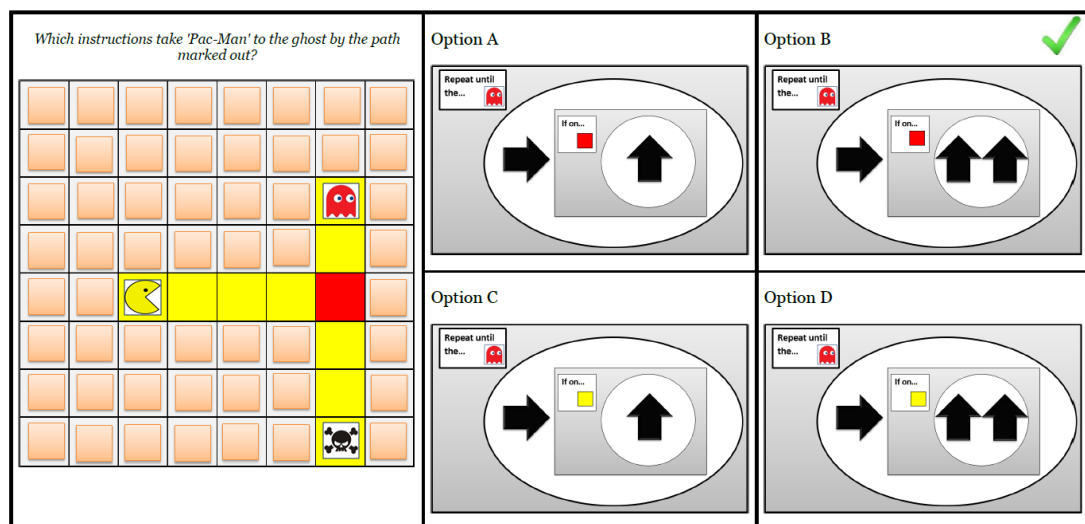 Which instructions take 'Pac-Man' to the ghost by the path
marked out?
Option A
Repeat until
the...
If on...
Option B
Repeat until
the...
If on...
Option C
Repeat until
the...
If on...
Option D
Repeat until
the...
If on...